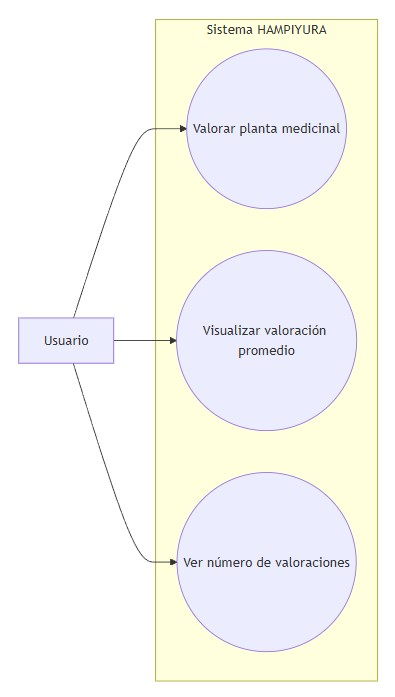 Sistema HAMPIYURA
Valorar planta medicinal
Usuario
Visualizar valoración
promedio
Ver número de valoraciones